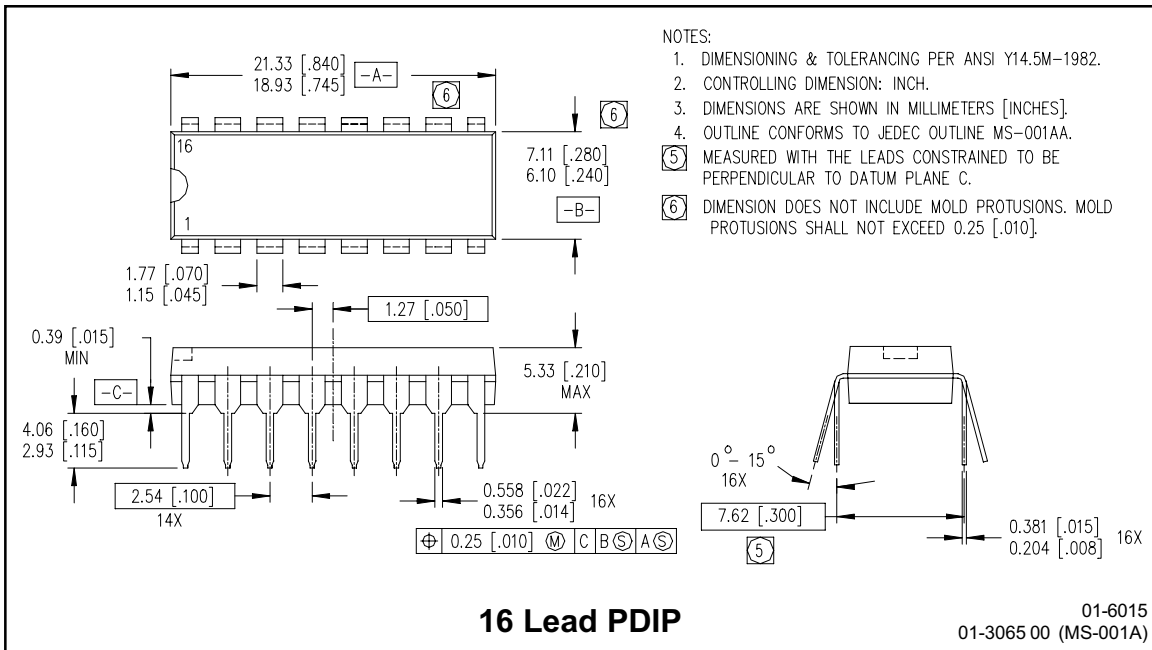 NOTES:
1. DIMENSIONING & TOLERANCING PER ANSI Y14.5M-1982.
2. CONTROLLING DIMENSION: INCH.
3. DIMENSIONS ARE SHOWN IN MILLIMETERS [INCHES].
4. OUTLINE CONFORMS TO JEDEC OUTLINE MS-001AA.
5 MEASURED WITH THE LEADS CONSTRAINED TO BE
PERPENDICULAR TO DATUM PLANE C.
6 DIMENSION DOES NOT INCLUDE MOLD PROTUSIONS. MOLD
PROTUSIONS SHALL NOT EXCEED 0.25 [.010].
21.33 [.840]
18.93 [.745]
-A-
6
6
16
1
7.11 [.280]
6.10 [.240]
-B-
1.77 [.070]
1.15 [.045]
1.27 [.050]
0.39 [.015]
MIN
-C-
5.33 [.210]
MAX
4.06 [.160]
2.93 [.115]
2.54 [.100]
14X
0.558 [.022]
0.356 [.014]
16X
⌖ 0.25 [.010] Ⓜ C B Ⓢ A Ⓢ
0°- 15°
16X
7.62 [.300]
5
0.381 [.015]
0.204 [.008]
16X
16 Lead PDIP
01-6015
01-3065 00 (MS-001A)